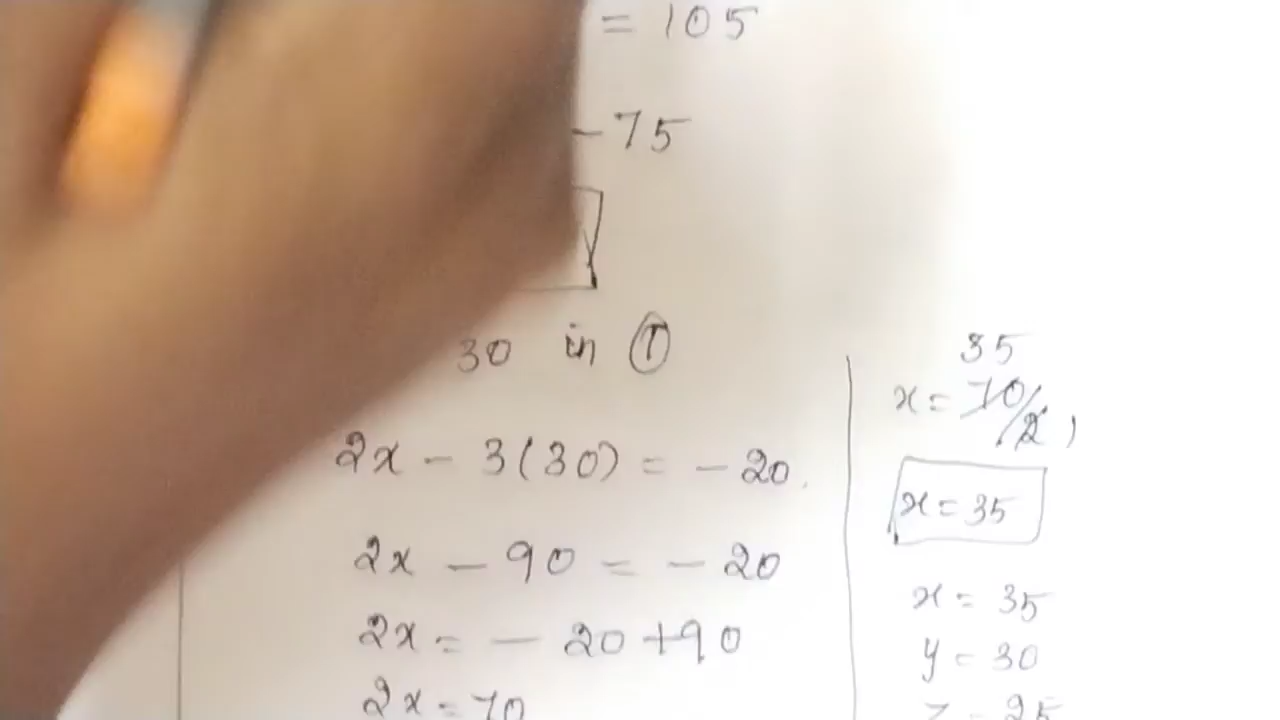 = 105
- 75
30 in ①
2x - 3(30) = - 20.
2x - 90 = - 20
2x = - 20 + 90
2x = 70
35
x = 70/2,
x = 35
x = 35
y = 30
z = 25